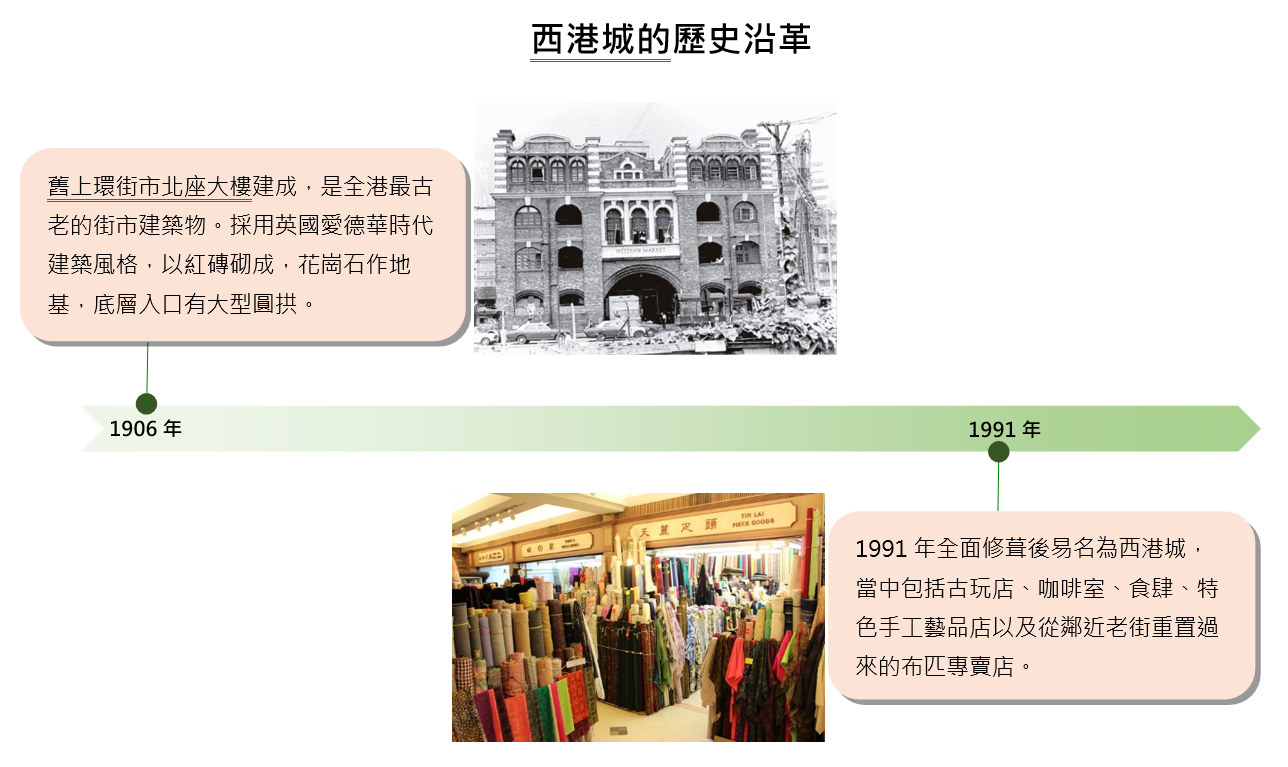 西港城的歷史沿革
舊上環街市北座大樓建成，是全港最古
老的街市建築物。採用英國愛德華時代
建築風格，以紅磚砌成，花崗石作地
基，底層入口有大型圓拱。
WESTERN MARKET
1906 年
1991 年
天麗疋頭
TIN LAI
PIECE GOODS
1991 年全面修葺後易名為西港城，
當中包括古玩店、咖啡室、食肆、特
色手工藝品店以及從鄰近老街重置過
來的布匹專賣店。